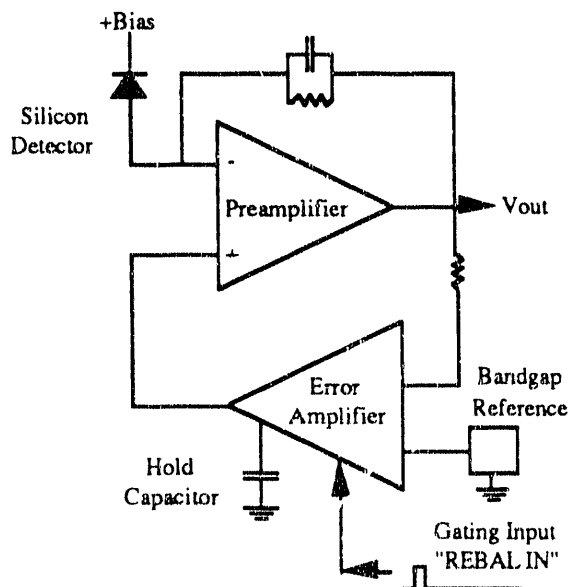 +Bias
Silicon
Detector
-
Preamplifier
+
Vout
Error
Amplifier
Bandgap
Reference
Hold
Capacitor
Gating Input
"REBAL IN"